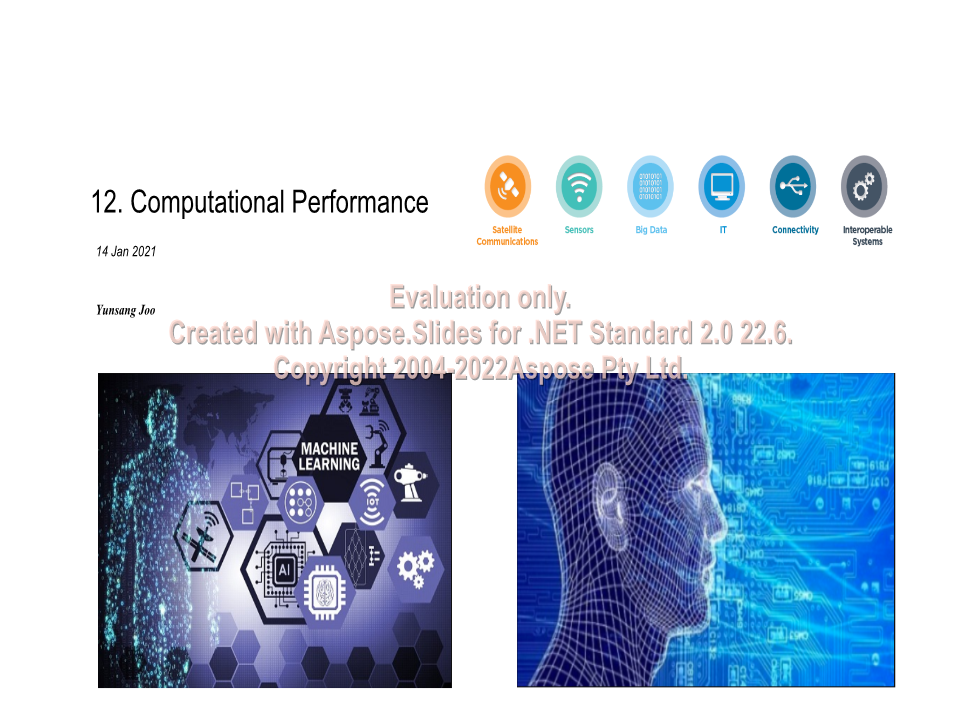 12. Computational Performance
14 Jan 2021
Yunsang Joo
Satellite
Communications
Sensors
Big Data
IT
Connectivity
Interoperable
Systems
Evaluation only.
Created with Aspose.Slides for .NET Standard 2.0 22.6.
Copyright 2004-2022Aspose Pty Ltd.
MACHINE
LEARNING
IOT
AI